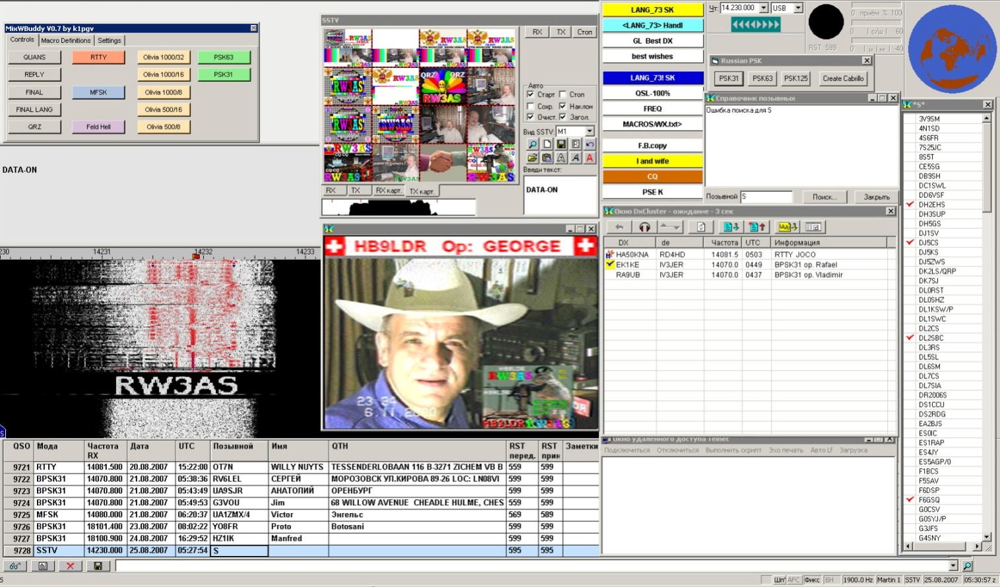 MixWBuddy V0.7 by k1pgv
Controls Macro Definitions Settings
QUANS RTTY Olivia 1000/32 PSK63
REPLY Olivia 1000/16 PSK31
FINAL MFSK Olivia 1000/8
FINAL LANG Olivia 500/16
QRZ Feld Hell Olivia 500/8
DATA-ON
14231 14232 14233
RW3AS
SSTV
RX TX Стоп
Авто
Старт Стоп
Сохр. Наклон
Очист. Загол.
Вид SSTV: M1
Введи текст:
DATA-ON
RX TX RX карт. TX карт.
HB9LDR Op: GEORGE
23:34
RW3AS
LANG_73 SK
<LANG_73> Handl
GL Best DX
best wishes
LANG_73! SK
QSL-100%
FREQ
MACROS/WX.txt>
F.B.copy
I and wife
CQ
PSE K
Чт: 14.230.000 USB
RST: 599
0 приём % 100
0 | с/ш | 60
0 | µ | м | -40
Russian PSK
PSK31 PSK63 PSK125 Create Cabrillo
Справочник позывных
Ошибка поиска для S
Позывной S Поиск... Закрыть
Окно DxCluster - ожидание - 3 сек
DX de Частота UTC Информация
HA50KNA RD4HD 14081.5 0503 RTTY JOCO
EK1KE IV3JER 14070.0 0449 BPSK31 op. Rafael
RA9UB IV3JER 14070.0 0437 BPSK31 op. Vladimir
Окно удаленного доступа Telnet
Подключиться Отключиться Выполнить скрипт Эхо печать Авто Lf Загрузка
*S*
3V9SM
4N1SD
4S6FR
7S25JC
8S5T
CE5SG
DB9SH
DC1SWL
DD6VSF
DH2EHS
DH3SUP
DH5GS
DJ1SV
DJ5CS
DJ5KS
DJ5ZWS
DK2LS/QRP
DK7SJ
DL0RST
DL0SHZ
DL1KSW/P
DL1SWC
DL2CS
DL2SBC
DL3RS
DL5SL
DL6SM
DL7CS
DL7SIA
DR2006S
DS1CCU
DS2RDG
EA2BJS
ES0IC
ES1RAP
ES4JY
ES5AGP/0
F1BCS
F5SAV
F6DSP
F6GSQ
G0CSV
G0SYJ/P
G3JFS
G4SNY
QSO Мода Частота RX Дата UTC Позывной Имя QTH RST перед. RST прин Заметки
9721 RTTY 14081.500 20.08.2007 15:22:00 OT7N WILLY NUYTS TESSENDERLOBAAN 116 B-3271 ZICHEM VB B 559 599
9722 BPSK31 14070.800 21.08.2007 05:38:36 RV6LEL СЕРГЕЙ МОРОЗОВСК УЛ.КИРОВА 89-26 LOC: LN08VI 599 599
9723 BPSK31 14070.800 21.08.2007 05:43:49 UA9SJR АНАТОЛИЙ ОРЕНБУРГ 599 599
9724 BPSK31 14070.800 21.08.2007 05:49:53 G3VOU Jim 68 WILLOW AVENUE CHEADLE HULME, CHES 559 599
9725 MFSK 14080.000 21.08.2007 06:20:37 UA1ZMX/4 Victor Энгельс 569 589
9726 BPSK31 18101.400 23.08.2007 08:02:22 YO8FR Proto Botosani 599 599
9727 BPSK31 18100.900 24.08.2007 16:29:52 HZ1IK Manfred 599 599
9728 SSTV 14230.000 25.08.2007 05:27:54 S 595 595
Шп AFC Фикс БН 1900.0 Hz Martin 1 SSTV 25.08.2007 05:30:57 z